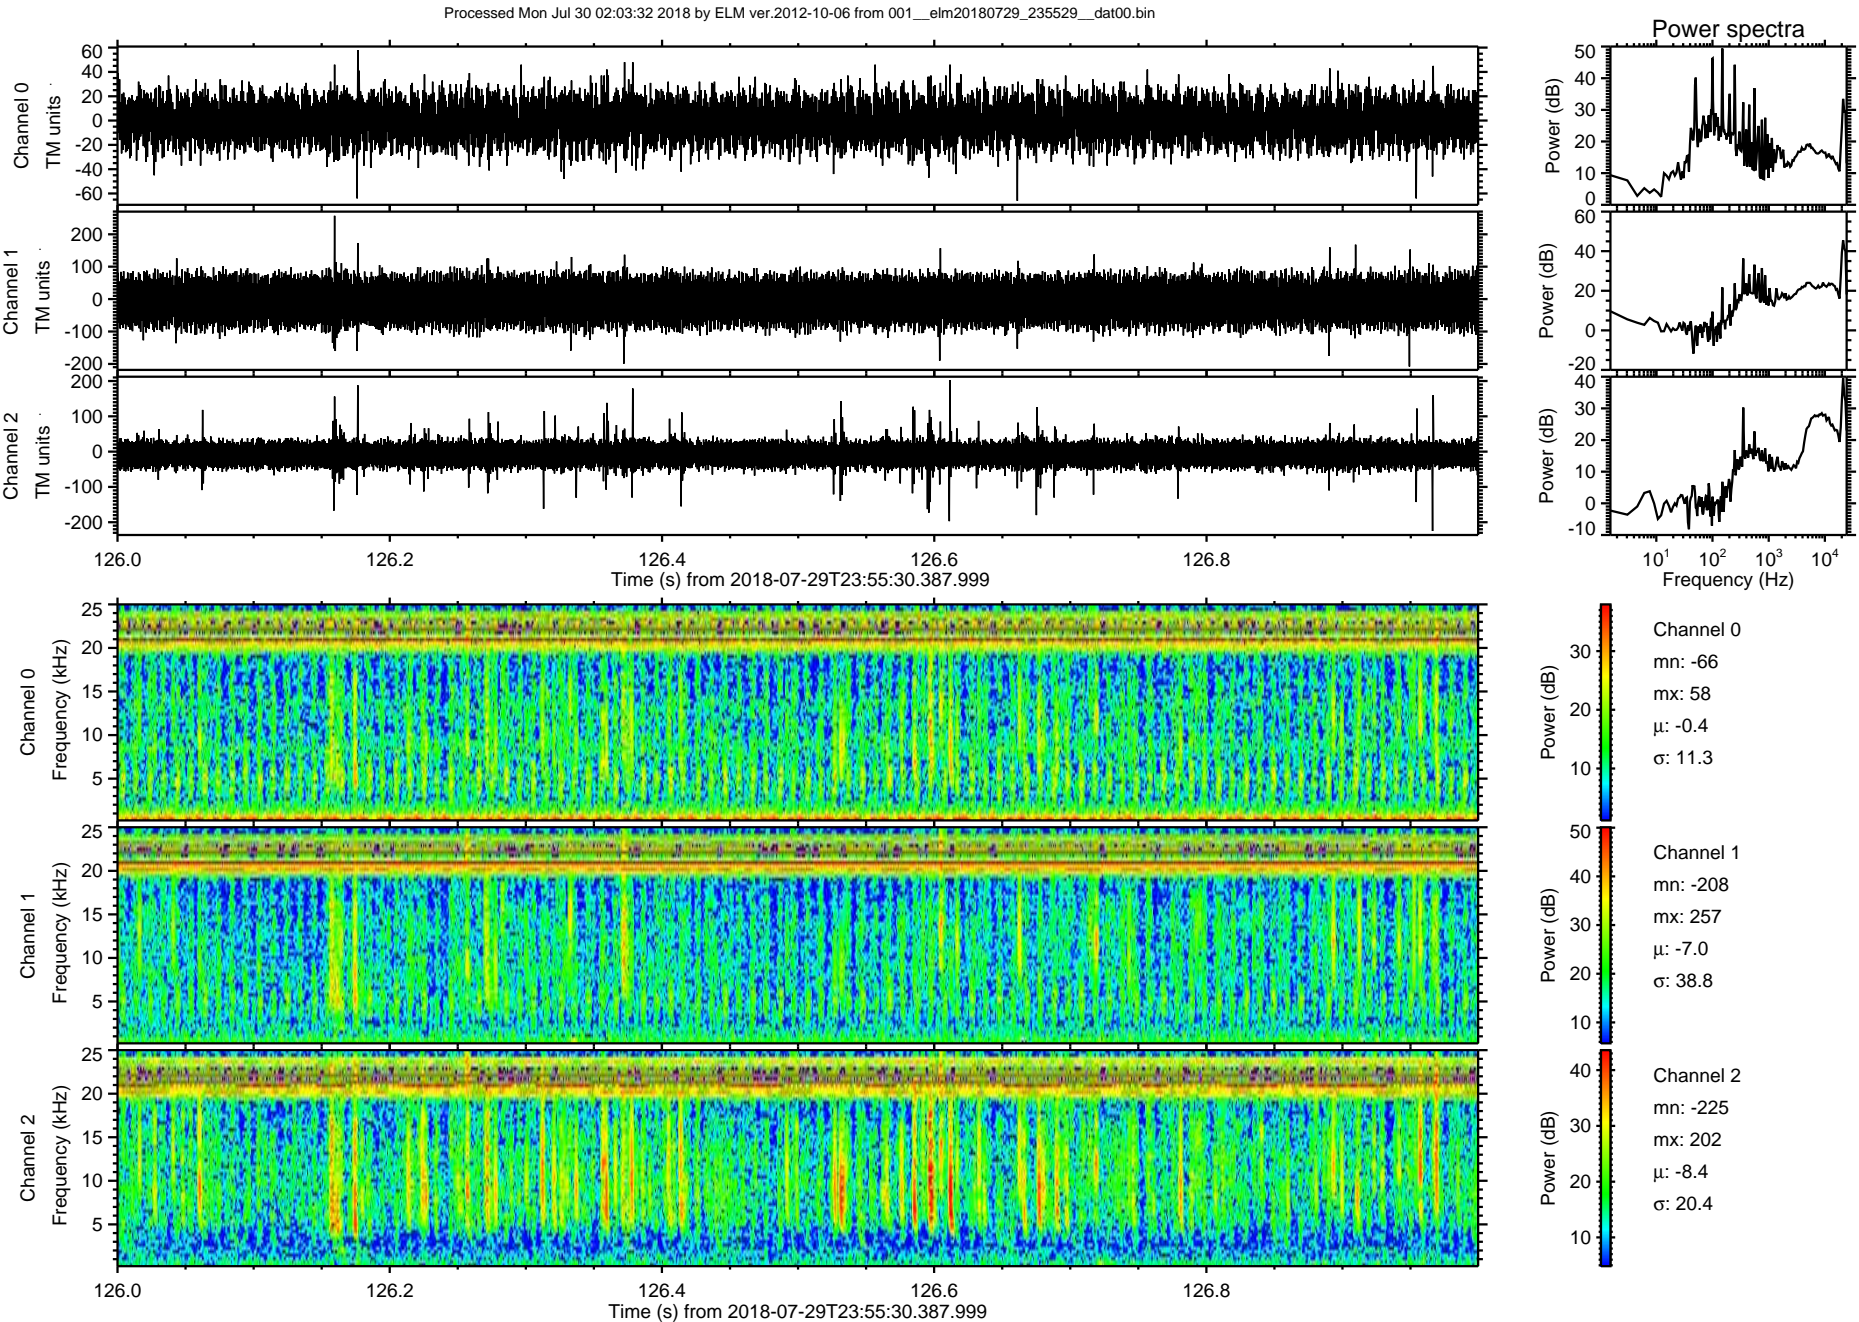 Processed Mon Jul 30 02:03:32 2018 by ELM ver.2012-10-06 from 001__elm20180729_235529__dat00.bin
Power spectra
Channel 0
TM units
60
40
20
0
-20
-40
-60
Power (dB)
50
40
30
20
10
0
Channel 1
TM units
200
100
0
-100
-200
Power (dB)
60
40
20
0
-20
Channel 2
TM units
200
100
0
-100
-200
Power (dB)
40
30
20
10
0
-10
126.0 126.2 126.4 126.6 126.8
Time (s) from 2018-07-29T23:55:30.387.999
10¹ 10² 10³ 10⁴
Frequency (Hz)
Channel 0
Frequency (kHz)
25
20
15
10
5
Power (dB)
30
20
10
Channel 0
mn: -66
mx: 58
μ: -0.4
σ: 11.3
Channel 1
Frequency (kHz)
25
20
15
10
5
Power (dB)
50
40
30
20
10
Channel 1
mn: -208
mx: 257
μ: -7.0
σ: 38.8
Channel 2
Frequency (kHz)
25
20
15
10
5
Power (dB)
40
30
20
10
Channel 2
mn: -225
mx: 202
μ: -8.4
σ: 20.4
126.0 126.2 126.4 126.6 126.8
Time (s) from 2018-07-29T23:55:30.387.999